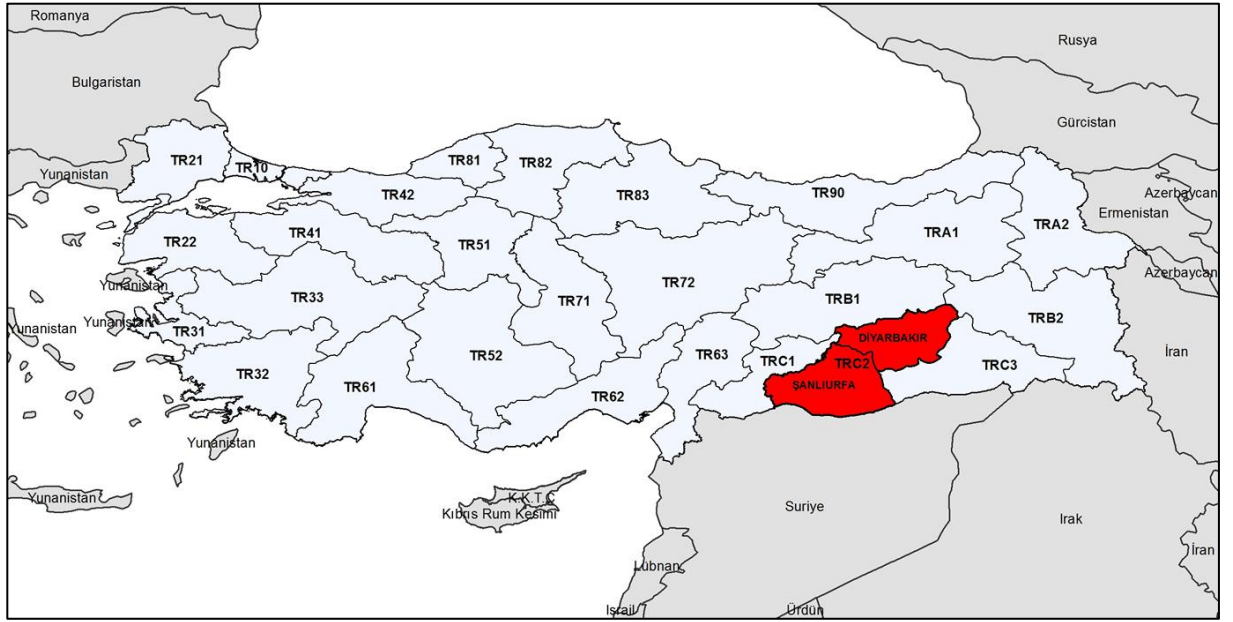 Romanya
Rusya
Bulgaristan
Gürcistan
TR21
TR10
TR81
TR82
Yunanistan
TR42
TR83
TR90
Azerbaycan
Ermenistan
TRA1
TRA2
TR22
TR41
TR51
Azerbaycan
Yunanistan
TR33
TR71
TR72
TRB1
TRB2
Yunanistan
Yunanistan
TR31
DİYARBAKIR
İran
TR52
TR63
TRC1
TRC2
TRC3
TR32
TR61
TR62
ŞANLIURFA
Yunanistan
Yunanistan
K.K.T.C
Kıbrıs Rum Kesimi
Suriye
Irak
Lübnan
İran
İsrail
Ürdün